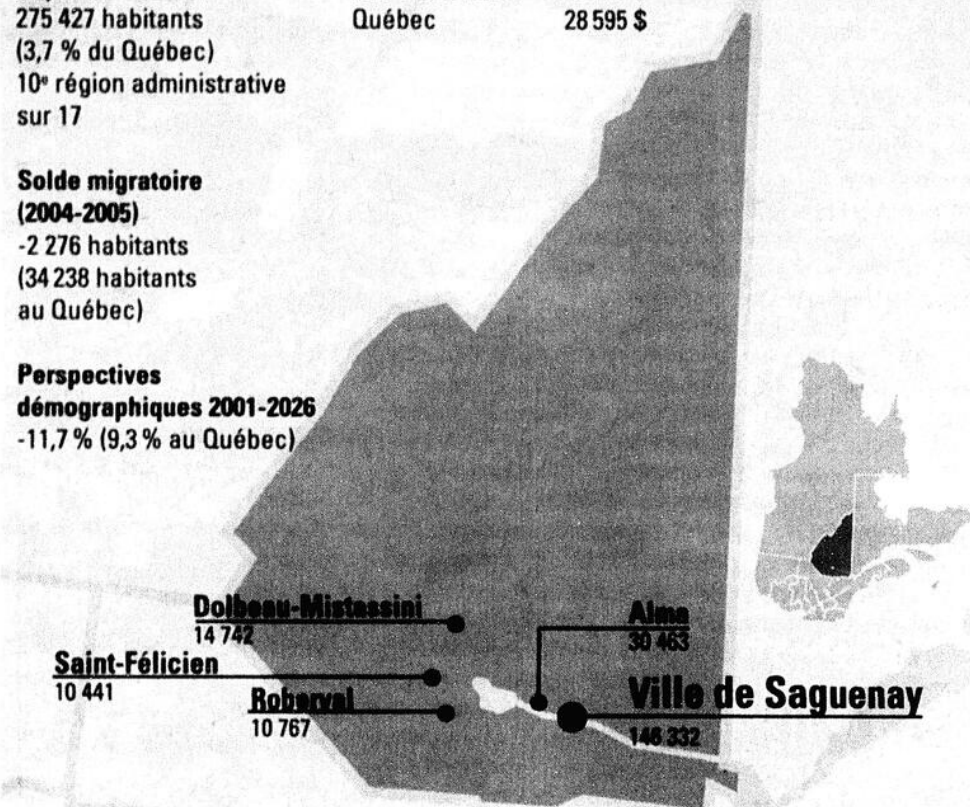 275 427 habitants
(3,7 % du Québec)
10e région administrative
sur 17
Québec 28 595 $
Solde migratoire
(2004-2005)
-2 276 habitants
(34 238 habitants
au Québec)
Perspectives
démographiques 2001-2026
-11,7 % (9,3 % au Québec)
Dolbeau-Mistassini
14 742
Alma
30 463
Saint-Félicien
10 441
Roberval
10 767
Ville de Saguenay
146 332